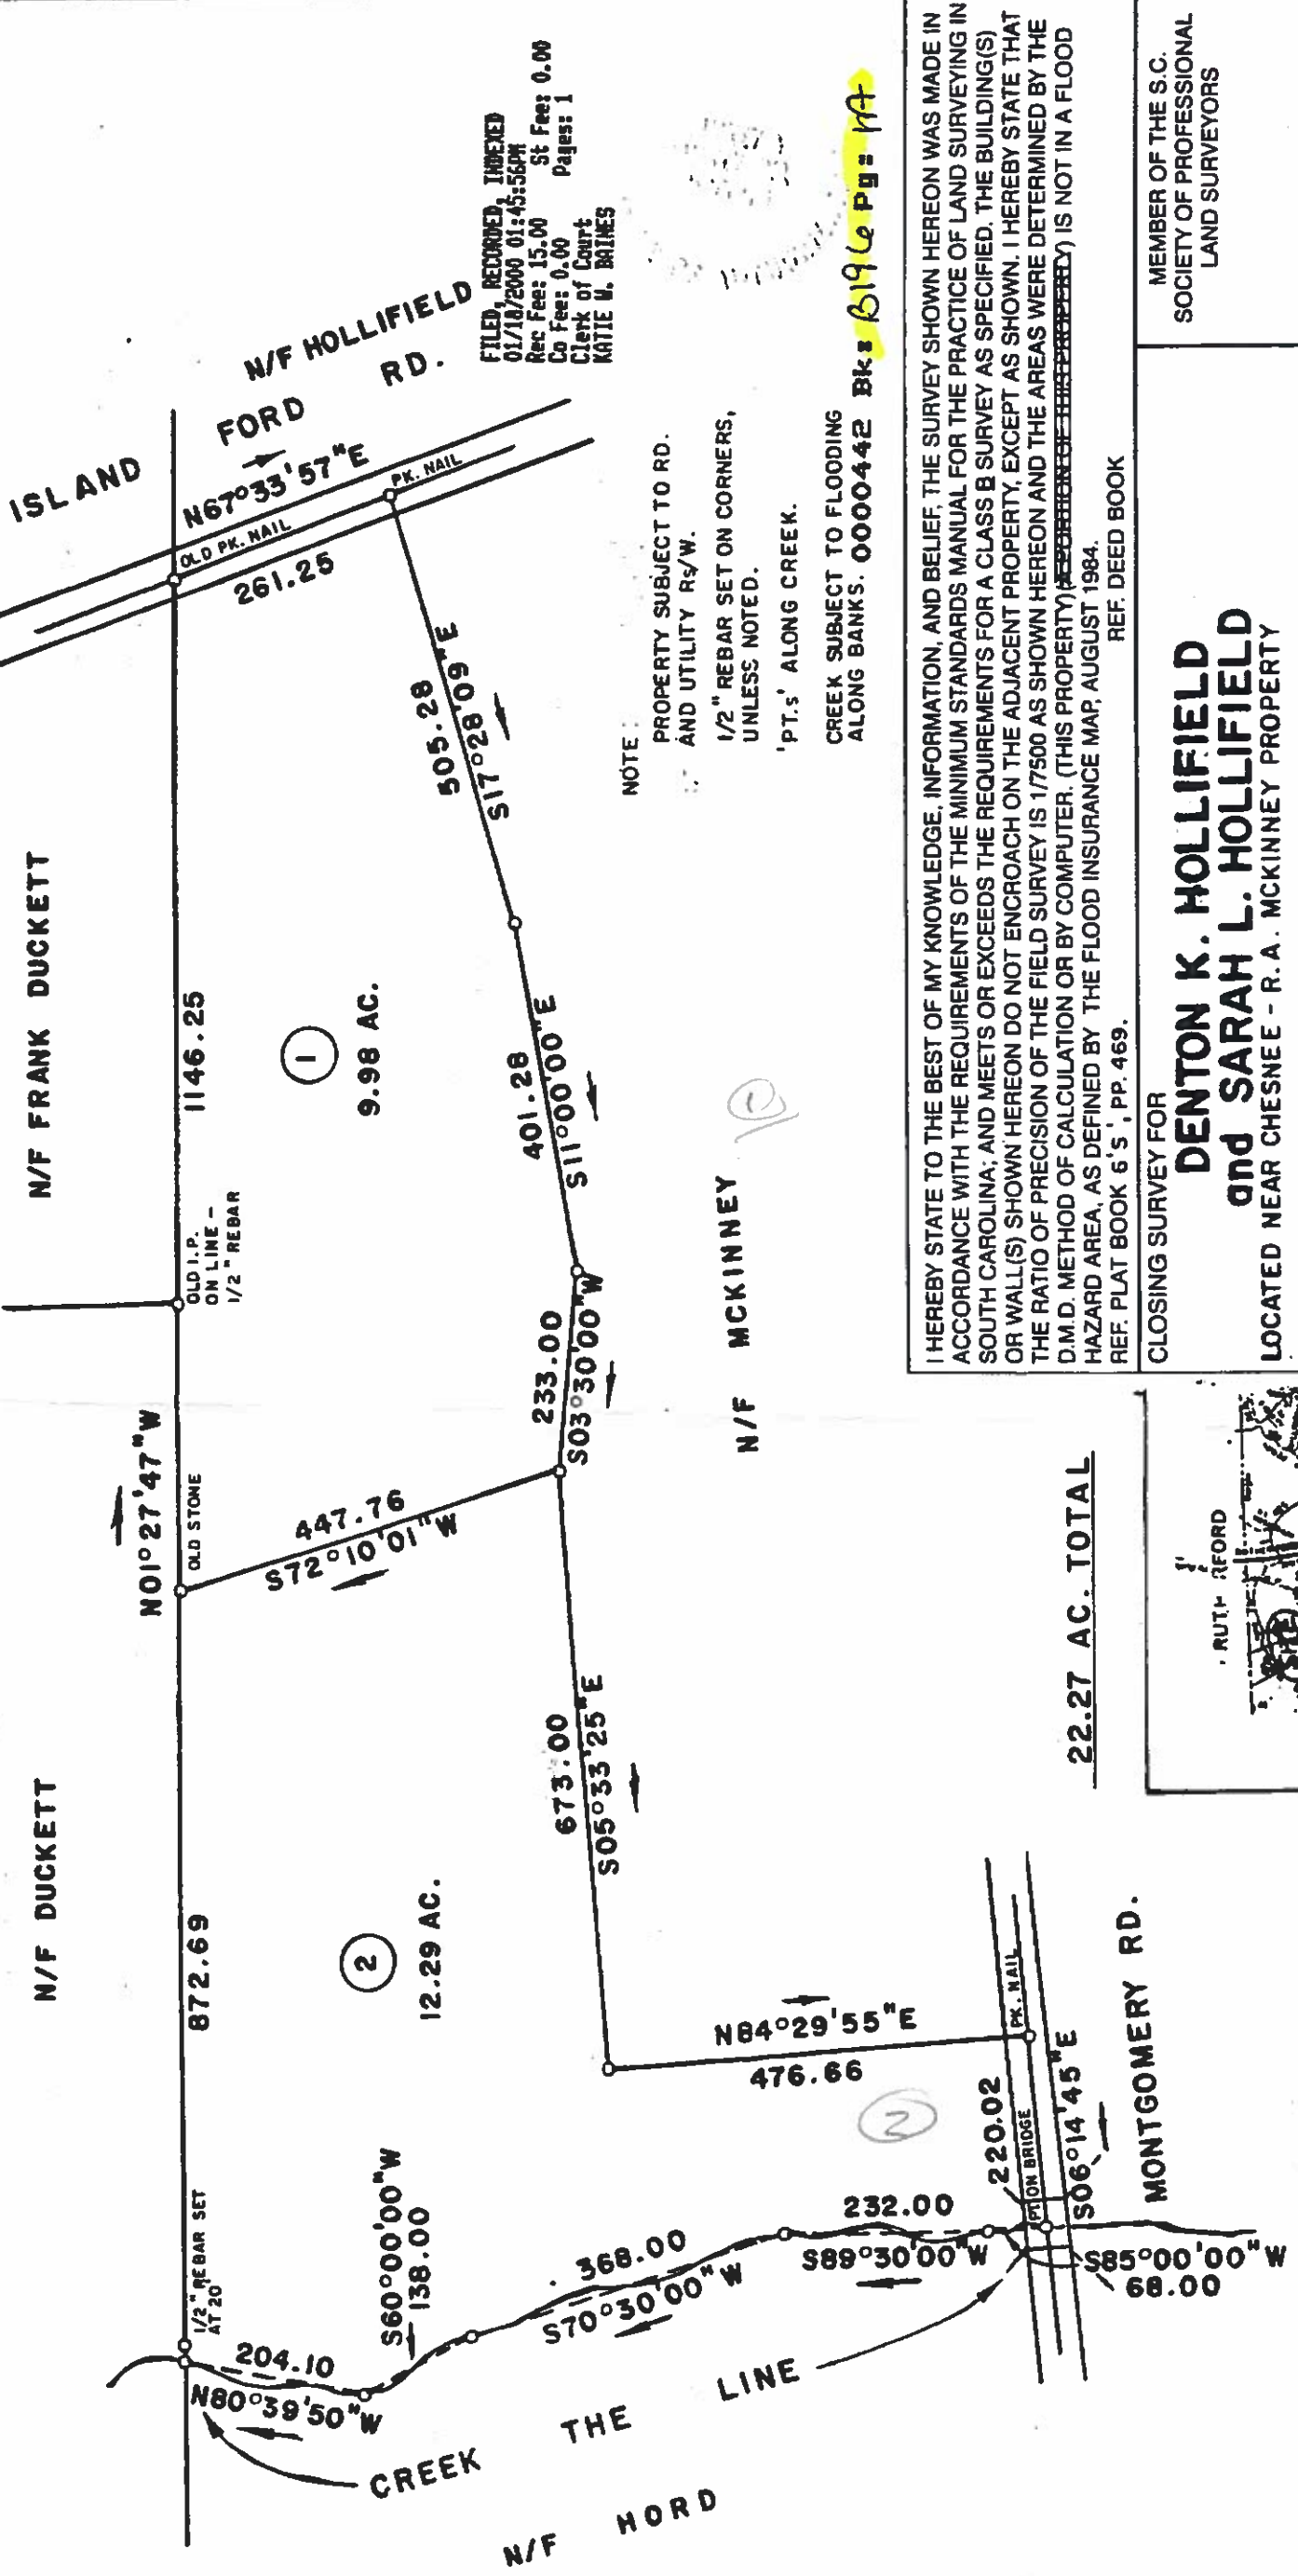 N/F DUCKETT
N/F FRANK DUCKETT
ISLAND
FORD
RD.
N/F HOLLIFIELD
FILED, RECORDED, INDEXED
01/18/2000 01:45:56PM
Rec Fee: 15.00 St Fee: 0.00
Co Fee: 0.00 Pages: 1
Clerk of Court
KATIE W. BAINES
N01°27'47"W
872.69
1146.25
1/2" REBAR SET
AT 20'
OLD STONE
OLD I.P.
ON LINE -
1/2" REBAR
N67°33'57"E
OLD PK. NAIL
PK. NAIL
261.25
1
9.98 AC.
505.28
S17°28'09"E
401.28
S11°00'00"E
233.00
S03°30'00"W
447.76
S72°10'01"W
2
12.29 AC.
673.00
S05°33'25"E
N84°29'55"E
476.66
204.10
N80°39'50"W
S60°00'00"W
138.00
368.00
S70°30'00"W
232.00
S89°30'00"W
220.02
PK. NAIL
PT ON BRIDGE
S06°14'45"E
S85°00'00"W
68.00
MONTGOMERY RD.
CREEK THE LINE
N/F HORD
N/F MCKINNEY
1
2
22.27 AC. TOTAL
NOTE:
PROPERTY SUBJECT TO RD.
AND UTILITY Rs/W.
1/2" REBAR SET ON CORNERS,
UNLESS NOTED.
'PT.s' ALONG CREEK.
CREEK SUBJECT TO FLOODING
ALONG BANKS. 0000442 Bk: B196 Pg: NA
I HEREBY STATE TO THE BEST OF MY KNOWLEDGE, INFORMATION, AND BELIEF, THE SURVEY SHOWN HEREON WAS MADE IN
ACCORDANCE WITH THE REQUIREMENTS OF THE MINIMUM STANDARDS MANUAL FOR THE PRACTICE OF LAND SURVEYING IN
SOUTH CAROLINA; AND MEETS OR EXCEEDS THE REQUIREMENTS FOR A CLASS B SURVEY AS SPECIFIED. THE BUILDING(S)
OR WALL(S) SHOWN HEREON DO NOT ENCROACH ON THE ADJACENT PROPERTY, EXCEPT AS SHOWN. I HEREBY STATE THAT
THE RATIO OF PRECISION OF THE FIELD SURVEY IS 1/7500 AS SHOWN HEREON AND THE AREAS WERE DETERMINED BY THE
D.M.D. METHOD OF CALCULATION OR BY COMPUTER. (THIS PROPERTY) (A PORTION OF THIS PROPERTY) IS NOT IN A FLOOD
HAZARD AREA, AS DEFINED BY THE FLOOD INSURANCE MAP, AUGUST 1984.
REF. PLAT BOOK 6 's', PP. 469. REF. DEED BOOK
CLOSING SURVEY FOR
DENTON K. HOLLIFIELD
and SARAH L. HOLLIFIELD
LOCATED NEAR CHESNEE - R.A. MCKINNEY PROPERTY
MEMBER OF THE S.C.
SOCIETY OF PROFESSIONAL
LAND SURVEYORS
RUTH RFORD
SITE